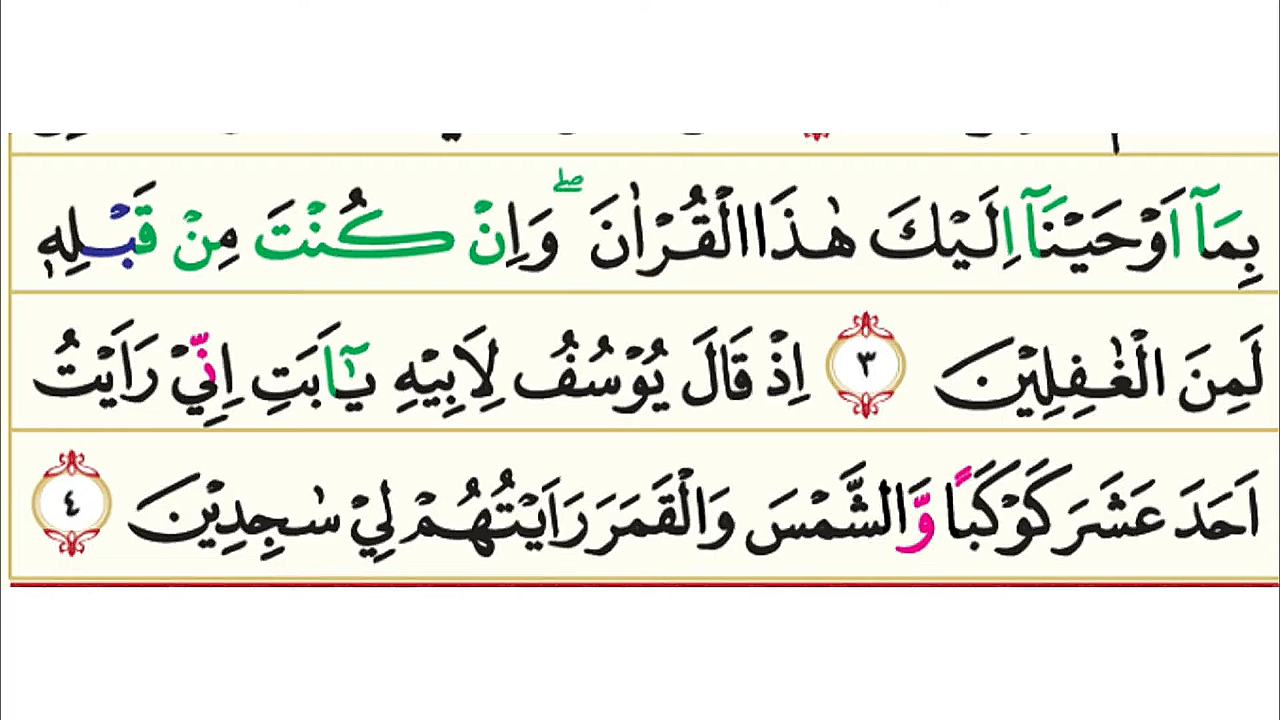 بِمَاۤ اَوْحَيْنَاۤ اِلَيْكَ هٰذَا الْقُرْاٰنَ ۖ وَاِنْ كُنْتَ مِنْ قَبْلِهٖ
لَمِنَ الْغٰفِلِيْنَ ٣ اِذْ قَالَ يُوْسُفُ لِاَبِيْهِ يٰۤاَبَتِ اِنِّيْ رَاَيْتُ
اَحَدَ عَشَرَ كَوْكَبًا وَّالشَّمْسَ وَالْقَمَرَ رَاَيْتُهُمْ لِيْ سٰجِدِيْنَ ٤